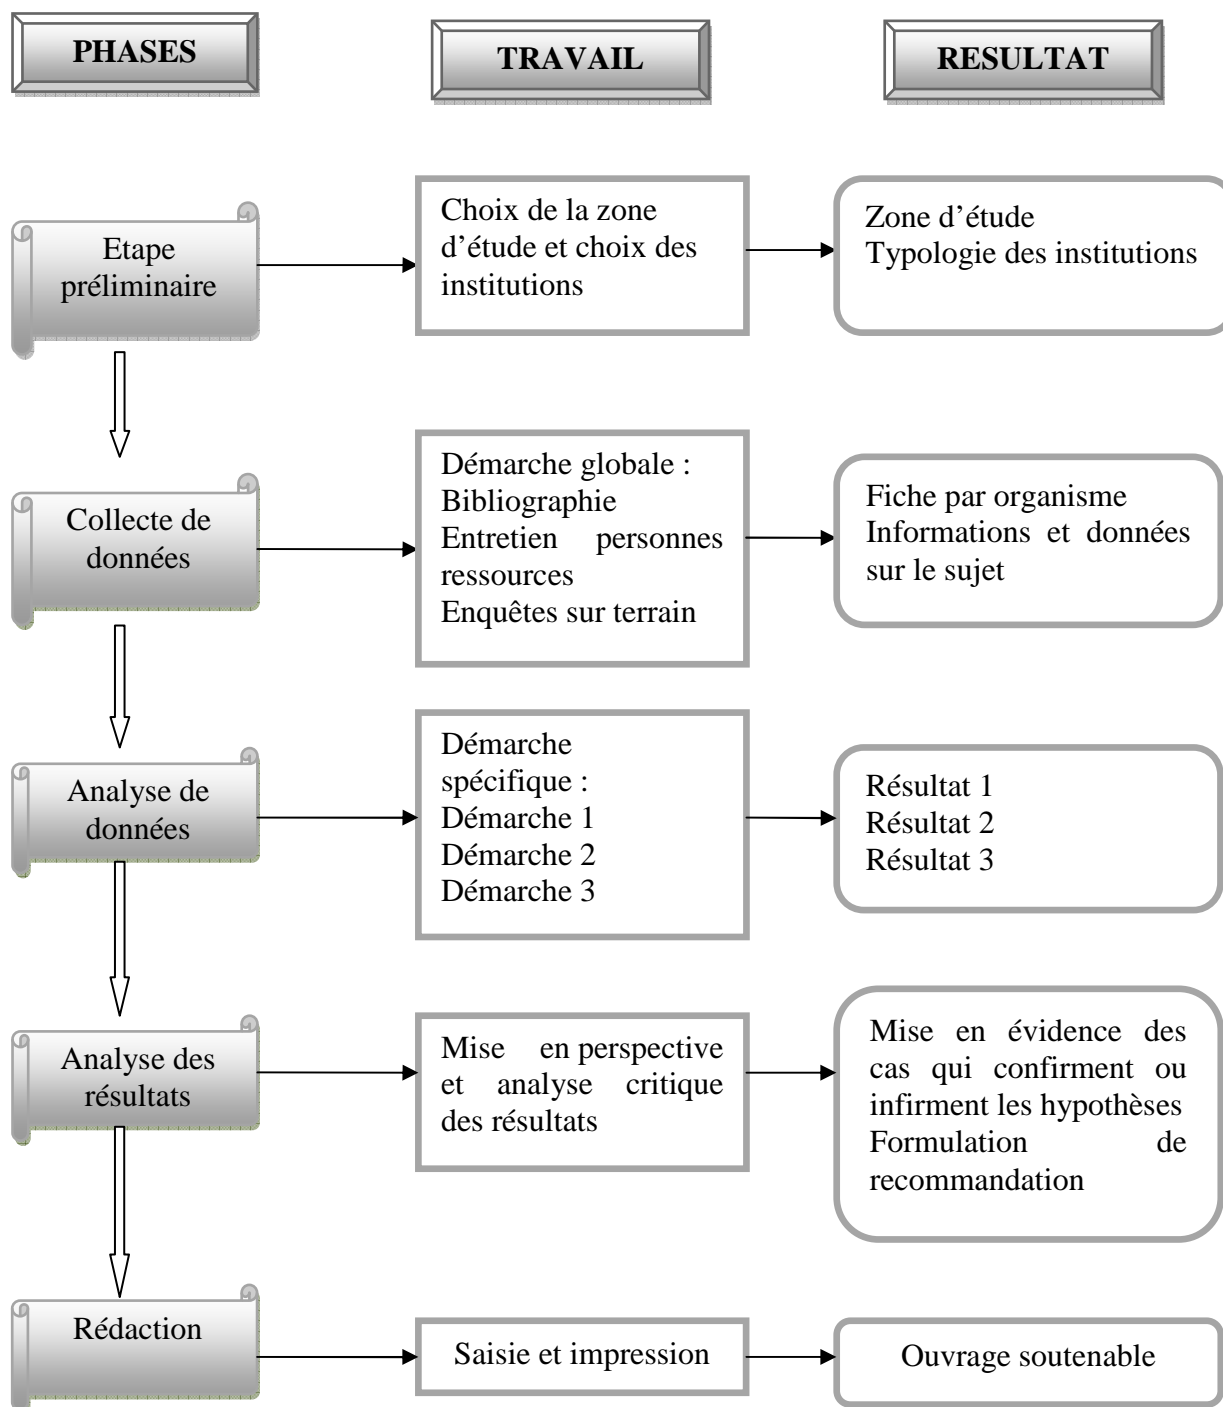 PHASES
TRAVAIL
RESULTAT
Etape
préliminaire
Choix de la zone
d’étude et choix des
institutions
Zone d’étude
Typologie des institutions
Collecte de
données
Démarche globale :
Bibliographie
Entretien personnes
ressources
Enquêtes sur terrain
Fiche par organisme
Informations et données
sur le sujet
Analyse de
données
Démarche
spécifique :
Démarche 1
Démarche 2
Démarche 3
Résultat 1
Résultat 2
Résultat 3
Analyse des
résultats
Mise en perspective
et analyse critique
des résultats
Mise en évidence des
cas qui confirment ou
infirment les hypothèses
Formulation de
recommandation
Rédaction
Saisie et impression
Ouvrage soutenable